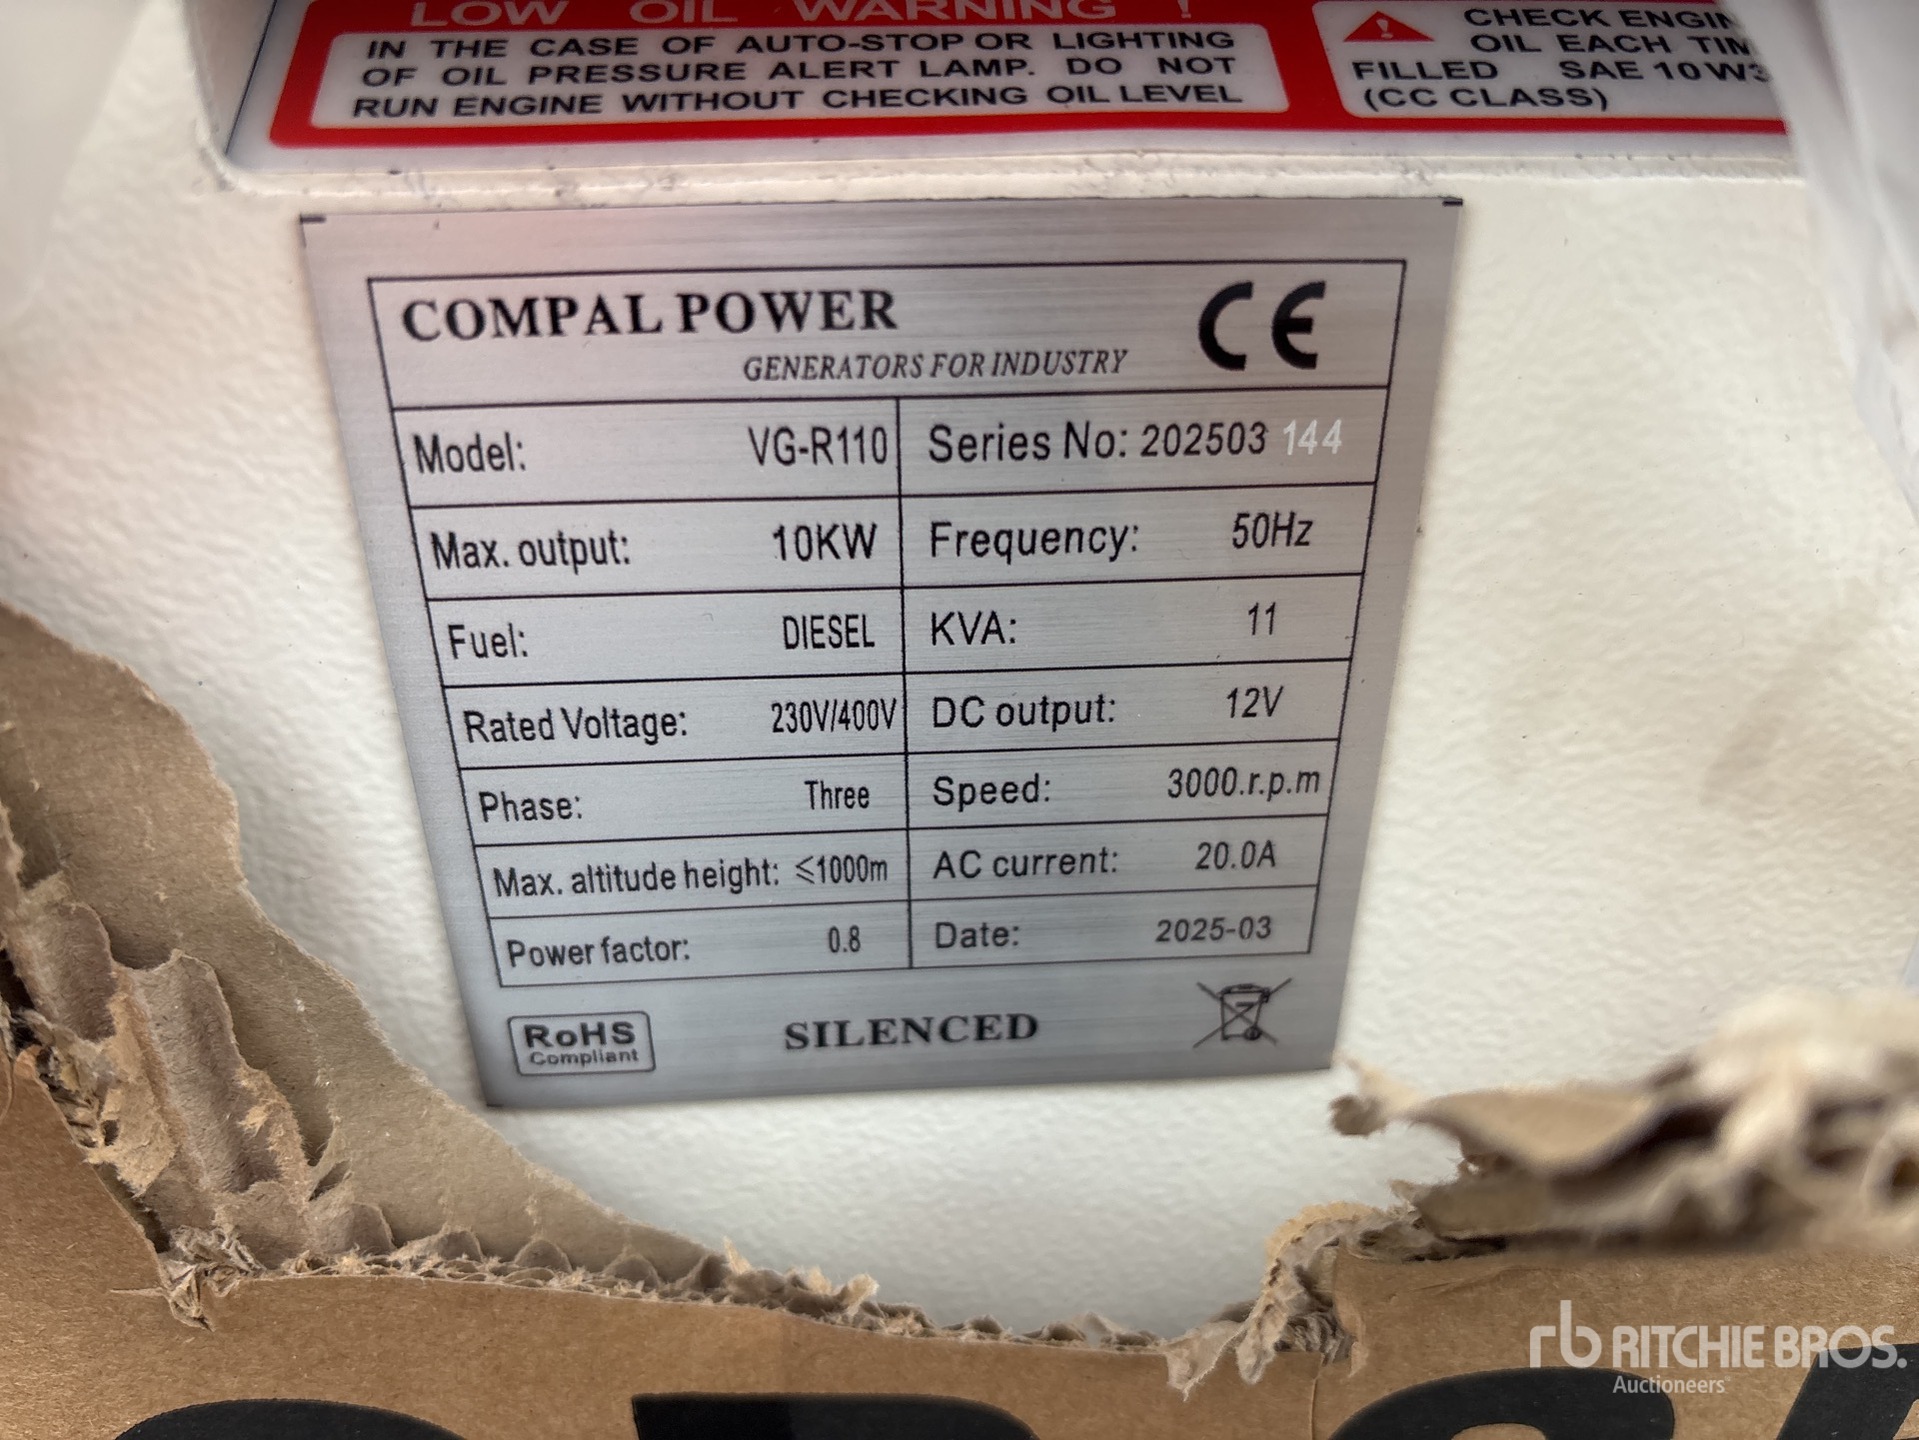 LOW OIL WARNING !
IN THE CASE OF AUTO-STOP OR LIGHTING
OF OIL PRESSURE ALERT LAMP. DO NOT
RUN ENGINE WITHOUT CHECKING OIL LEVEL
CHECK ENGIN
OIL EACH TIM
FILLED SAE 10W3
(CC CLASS)
COMPAL POWER
GENERATORS FOR INDUSTRY
CE
Model: VG-R110
Series No: 202503 144
Max. output: 10KW
Frequency: 50Hz
Fuel: DIESEL
KVA: 11
Rated Voltage: 230V/400V
DC output: 12V
Phase: Three
Speed: 3000.r.p.m
Max. altitude height: ≤1000m
AC current: 20.0A
Power factor: 0.8
Date: 2025-03
RoHS
Compliant
SILENCED
rb RITCHIE BROS.
Auctioneers